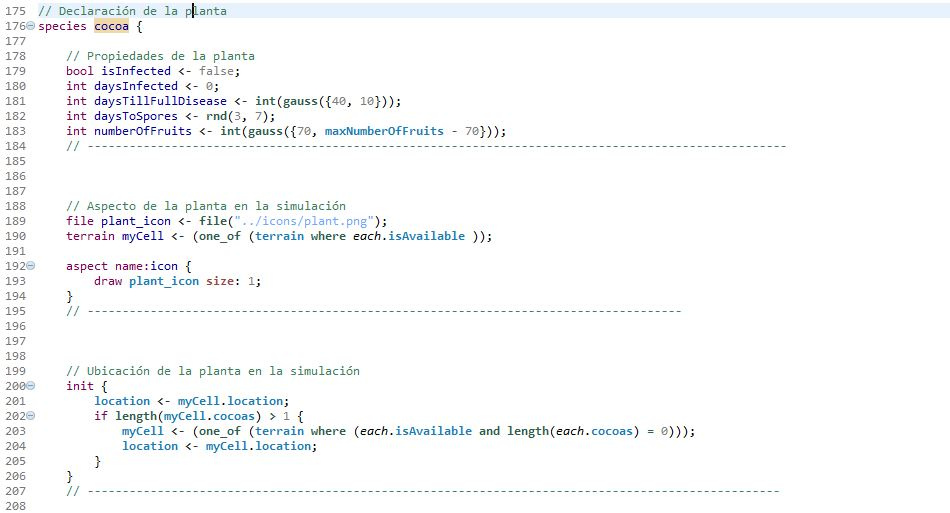 175 // Declaración de la planta
176 species cocoa {
177
178 // Propiedades de la planta
179 bool isInfected <- false;
180 int daysInfected <- 0;
181 int daysTillFullDisease <- int(gauss({40, 10}));
182 int daysToSpores <- rnd(3, 7);
183 int numberOfFruits <- int(gauss({70, maxNumberOfFruits - 70}));
184 // ----------------------------------------------------------------------------------------------------
185
186
187
188 // Aspecto de la planta en la simulación
189 file plant_icon <- file("../icons/plant.png");
190 terrain myCell <- (one_of (terrain where each.isAvailable ));
191
192 aspect name:icon {
193 draw plant_icon size: 1;
194 }
195 // -------------------------------------------------------------------------------------
196
197
198
199 // Ubicación de la planta en la simulación
200 init {
201 location <- myCell.location;
202 if length(myCell.cocoas) > 1 {
203 myCell <- (one_of (terrain where (each.isAvailable and length(each.cocoas) = 0)));
204 location <- myCell.location;
205 }
206 }
207 // ---------------------------------------------------------------------------------------------------
208